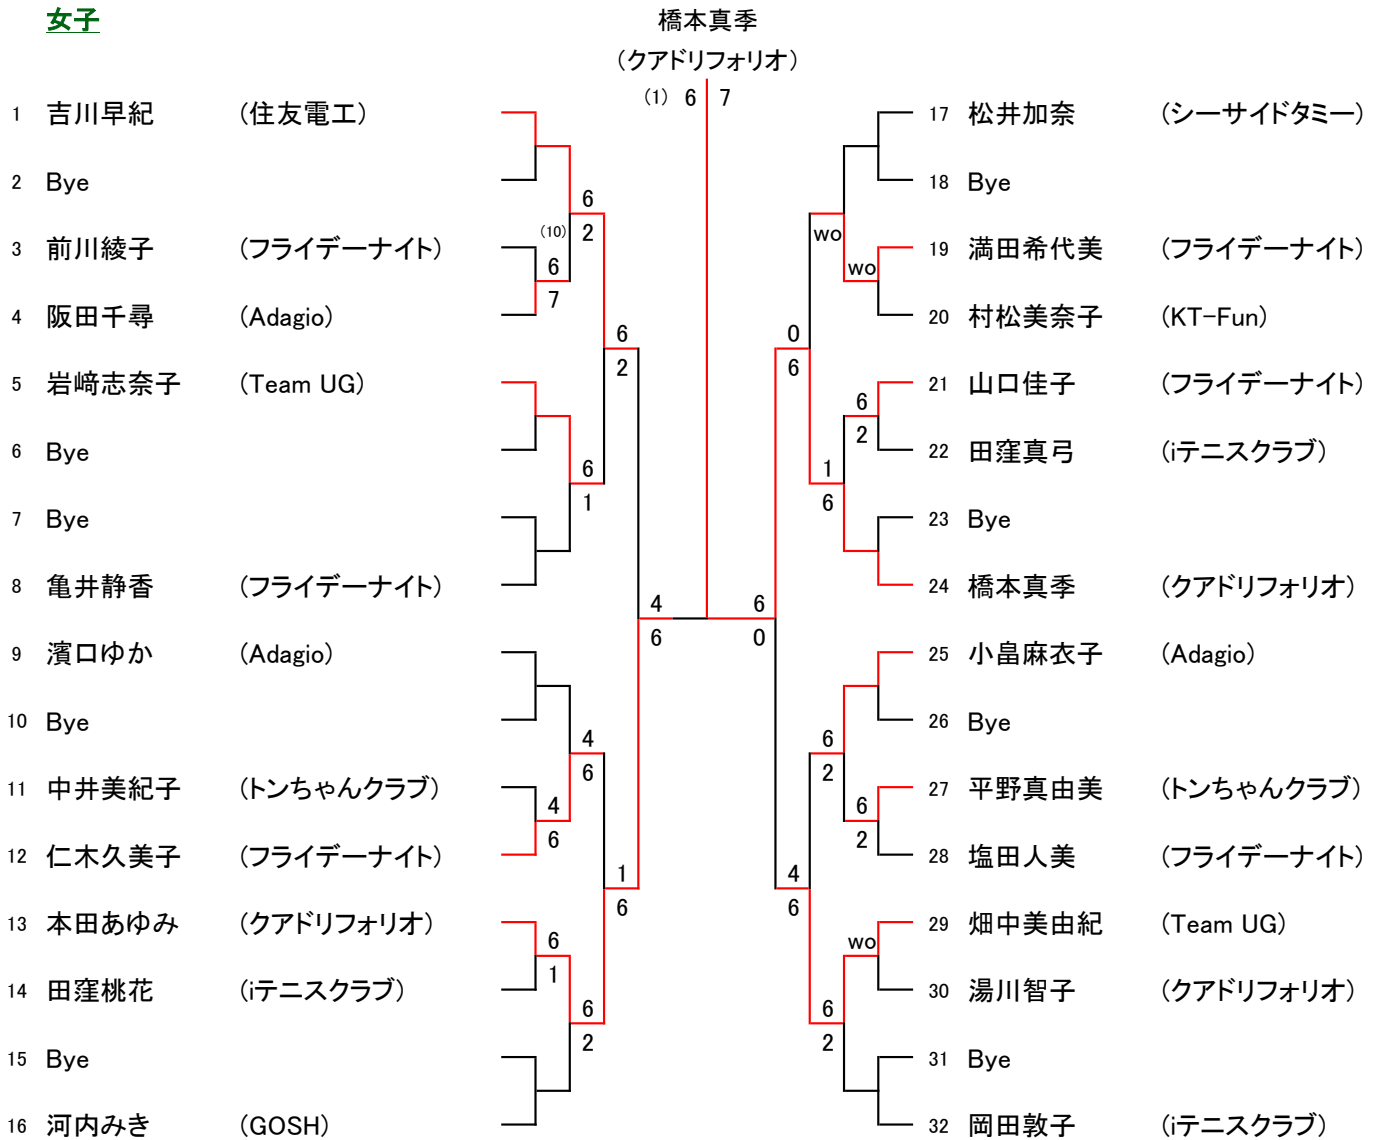 女子
橋本真季
(クアドリフォリオ)
(1) 6 7
1 吉川早紀 (住友電工)
2 Bye
3 前川綾子 (フライデーナイト)
4 阪田千尋 (Adagio)
5 岩﨑志奈子 (Team UG)
6 Bye
7 Bye
8 亀井静香 (フライデーナイト)
9 濱口ゆか (Adagio)
10 Bye
11 中井美紀子 (トンちゃんクラブ)
12 仁木久美子 (フライデーナイト)
13 本田あゆみ (クアドリフォリオ)
14 田窪桃花 (iテニスクラブ)
15 Bye
16 河内みき (GOSH)
(10)
6
7
4
6
6
1
6
2
6
1
4
6
6
2
6
2
1
6
4
6
6
0
0
6
4
6
wo
1
6
6
2
6
2
wo
6
2
6
2
wo
17 松井加奈 (シーサイドタミー)
18 Bye
19 満田希代美 (フライデーナイト)
20 村松美奈子 (KT-Fun)
21 山口佳子 (フライデーナイト)
22 田窪真弓 (iテニスクラブ)
23 Bye
24 橋本真季 (クアドリフォリオ)
25 小畠麻衣子 (Adagio)
26 Bye
27 平野真由美 (トンちゃんクラブ)
28 塩田人美 (フライデーナイト)
29 畑中美由紀 (Team UG)
30 湯川智子 (クアドリフォリオ)
31 Bye
32 岡田敦子 (iテニスクラブ)